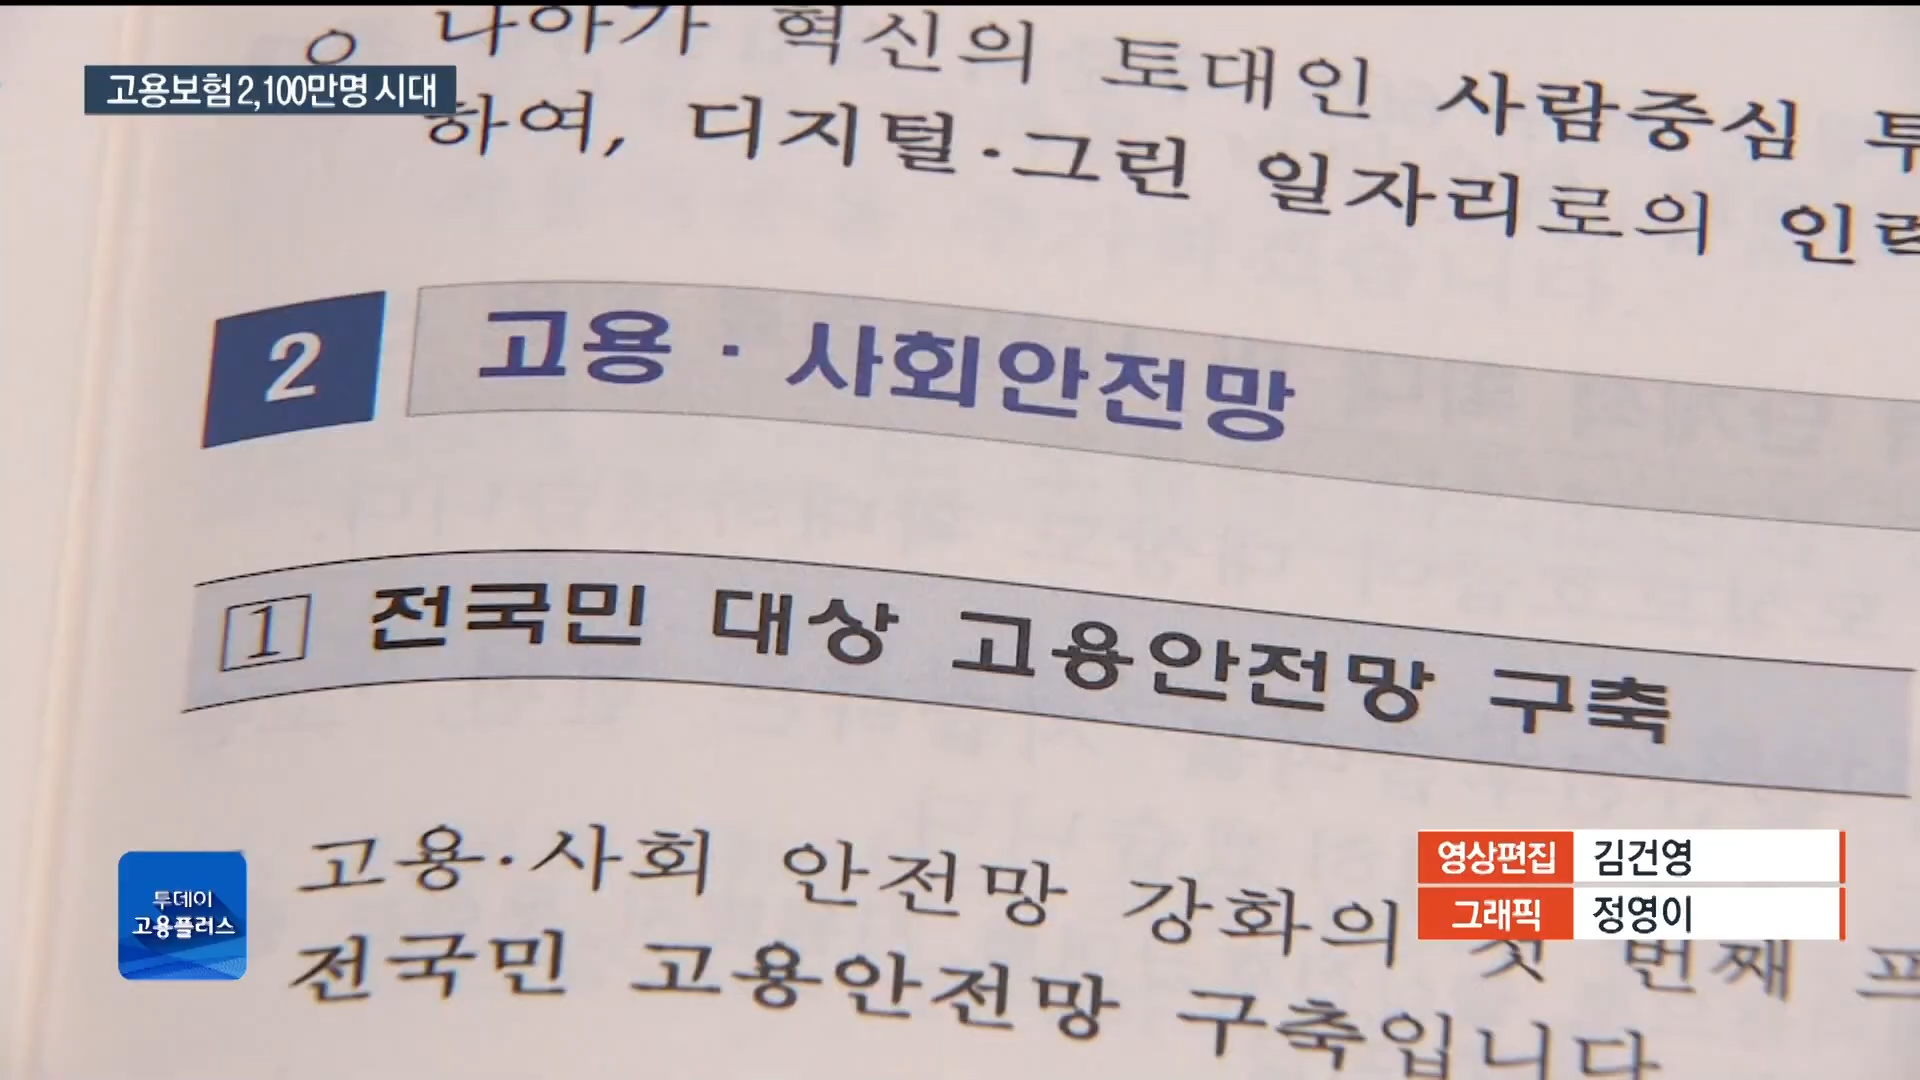 고용보험 2,100만명 시대
나아가 혁신의 토대인 사람중심
하여, 디지털·그린 일자리로의
2 고용·사회안전망
1 전국민 대상 고용안전망 구축
고용·사회 안전망 강화의 첫 번째
전국민 고용안전망 구축입니다
영상편집 김건영
그래픽 정영이
투데이
고용플러스